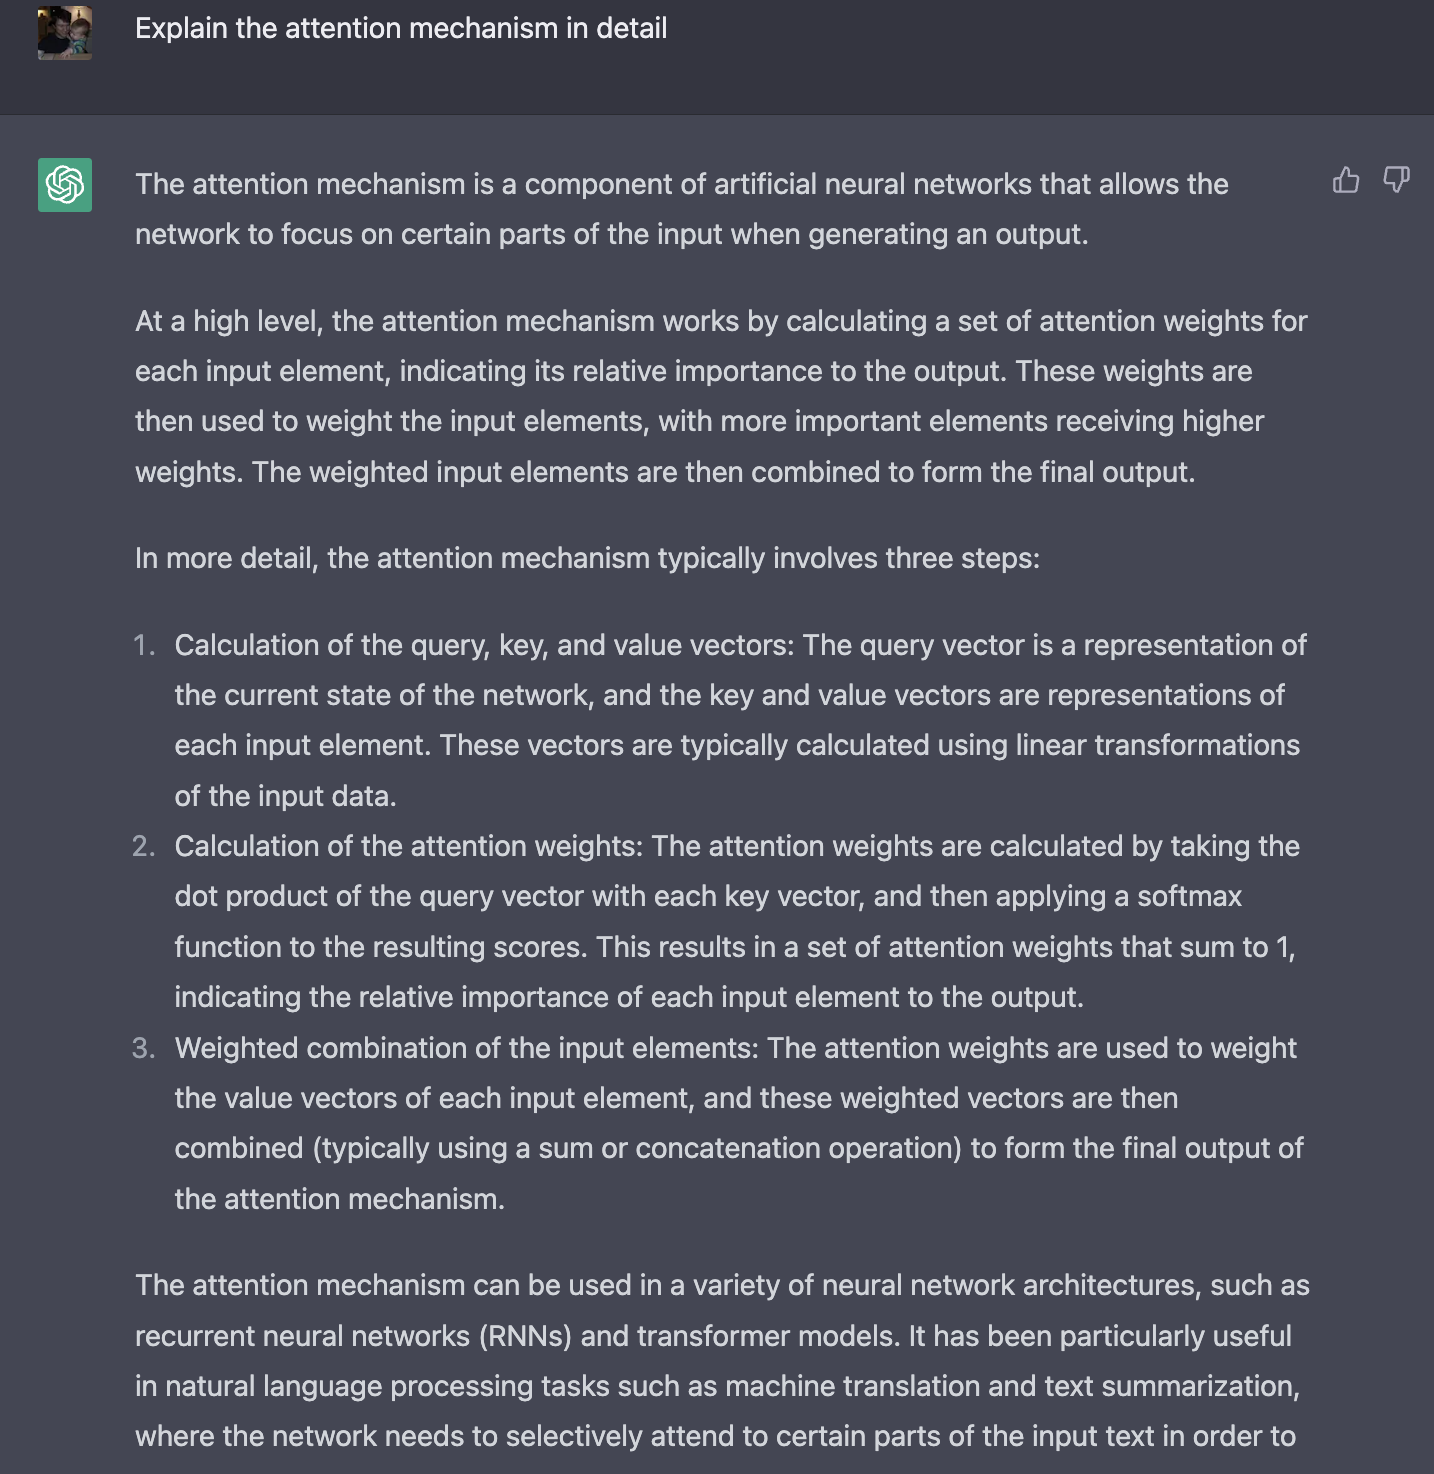 Explain the attention mechanism in detail
The attention mechanism is a component of artificial neural networks that allows the
network to focus on certain parts of the input when generating an output.
At a high level, the attention mechanism works by calculating a set of attention weights for
each input element, indicating its relative importance to the output. These weights are
then used to weight the input elements, with more important elements receiving higher
weights. The weighted input elements are then combined to form the final output.
In more detail, the attention mechanism typically involves three steps:
1. Calculation of the query, key, and value vectors: The query vector is a representation of
the current state of the network, and the key and value vectors are representations of
each input element. These vectors are typically calculated using linear transformations
of the input data.
2. Calculation of the attention weights: The attention weights are calculated by taking the
dot product of the query vector with each key vector, and then applying a softmax
function to the resulting scores. This results in a set of attention weights that sum to 1,
indicating the relative importance of each input element to the output.
3. Weighted combination of the input elements: The attention weights are used to weight
the value vectors of each input element, and these weighted vectors are then
combined (typically using a sum or concatenation operation) to form the final output of
the attention mechanism.
The attention mechanism can be used in a variety of neural network architectures, such as
recurrent neural networks (RNNs) and transformer models. It has been particularly useful
in natural language processing tasks such as machine translation and text summarization,
where the network needs to selectively attend to certain parts of the input text in order to